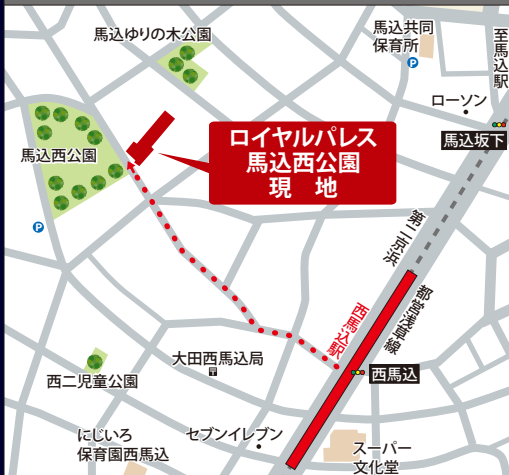 馬込ゆりの木公園
馬込共同
保育所
P
至馬込駅
ローソン
馬込坂下
ロイヤルパレス
馬込西公園
現 地
馬込西公園
P
第二京浜
都営浅草線
西馬込駅
西馬込
大田西馬込局
西二児童公園
にじいろ
保育園西馬込
セブンイレブン
スーパー
文化堂